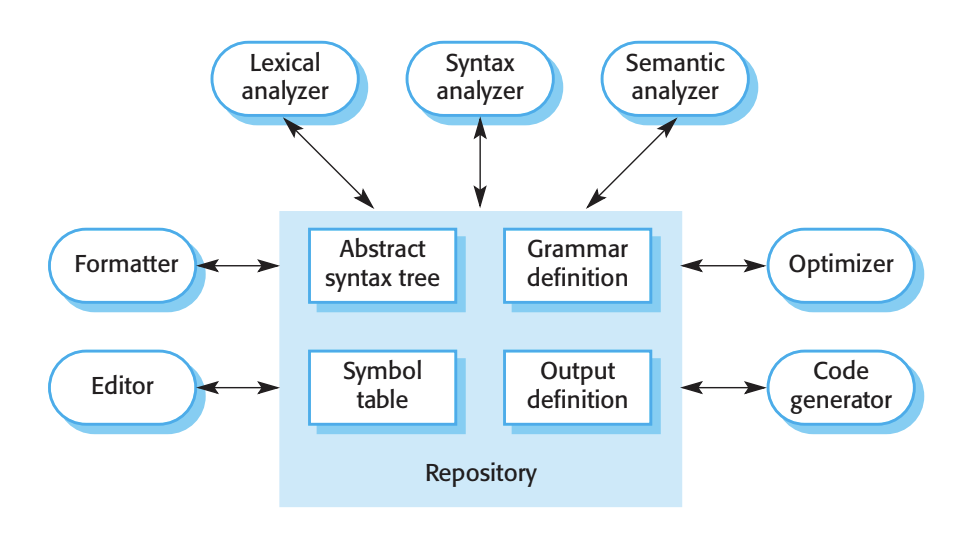 Lexical
analyzer
Syntax
analyzer
Semantic
analyzer
Formatter
Abstract
syntax tree
Grammar
definition
Optimizer
Editor
Symbol
table
Output
definition
Code
generator
Repository